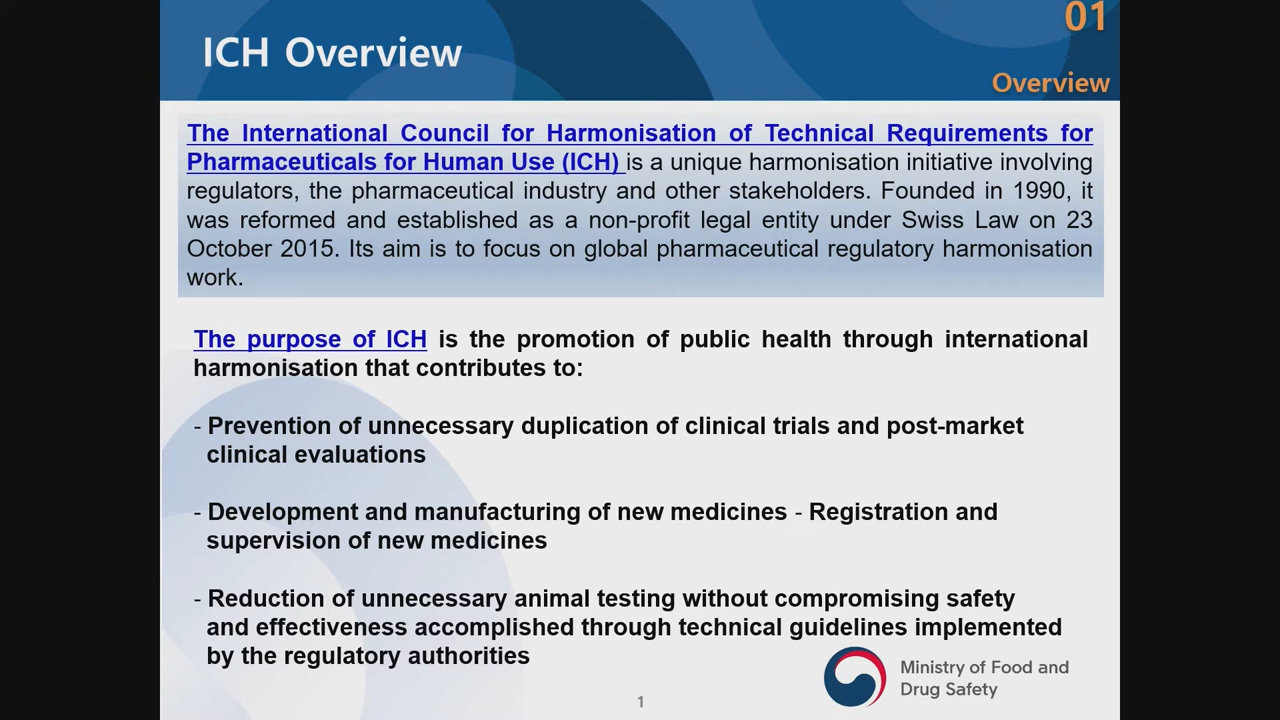 ICH Overview
01
Overview
The International Council for Harmonisation of Technical Requirements for
Pharmaceuticals for Human Use (ICH) is a unique harmonisation initiative involving
regulators, the pharmaceutical industry and other stakeholders. Founded in 1990, it
was reformed and established as a non-profit legal entity under Swiss Law on 23
October 2015. Its aim is to focus on global pharmaceutical regulatory harmonisation
work.
The purpose of ICH is the promotion of public health through international
harmonisation that contributes to:
- Prevention of unnecessary duplication of clinical trials and post-market
clinical evaluations
- Development and manufacturing of new medicines - Registration and
supervision of new medicines
- Reduction of unnecessary animal testing without compromising safety
and effectiveness accomplished through technical guidelines implemented
by the regulatory authorities
Ministry of Food and
Drug Safety
1